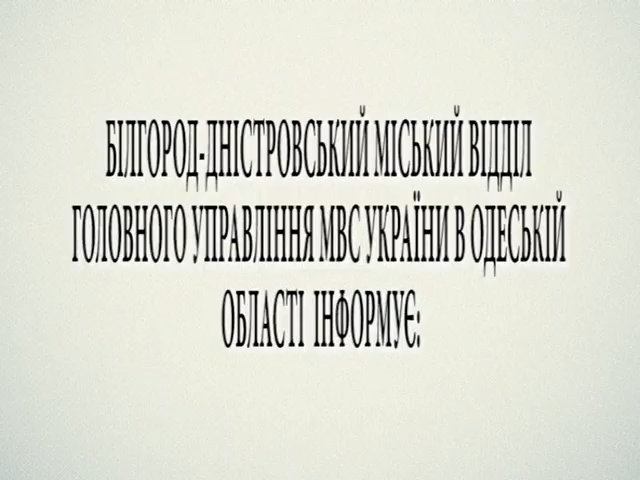 БІЛГОРОД-ДНІСТРОВСЬКИЙ МІСЬКИЙ ВІДДІЛ
ГОЛОВНОГО УПРАВЛІННЯ МВС УКРАЇНИ В ОДЕСЬКІЙ
ОБЛАСТІ ІНФОРМУЄ: